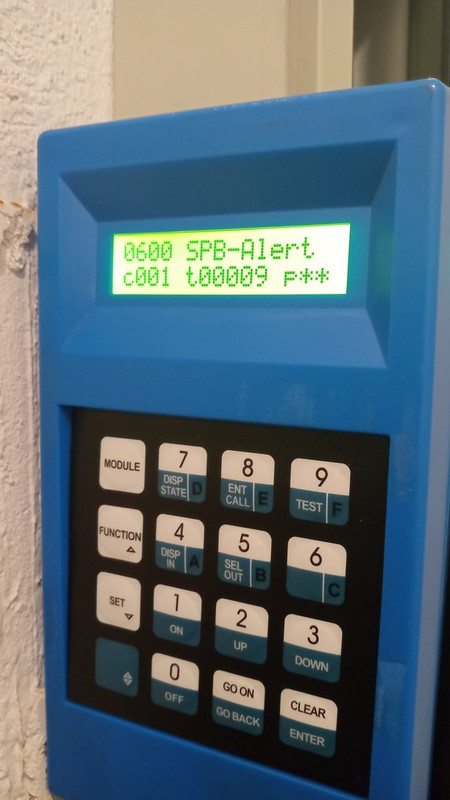 0600 SPB-Alert
c001 t00009 P**
MODULE
7
DISP STATE D
8
ENT CALL E
9
TEST F
FUNCTION
4
DISP IN A
5
SEL OUT B
6
C
SET
1
ON
2
UP
3
DOWN
0
OFF
GO ON
GO BACK
CLEAR
ENTER